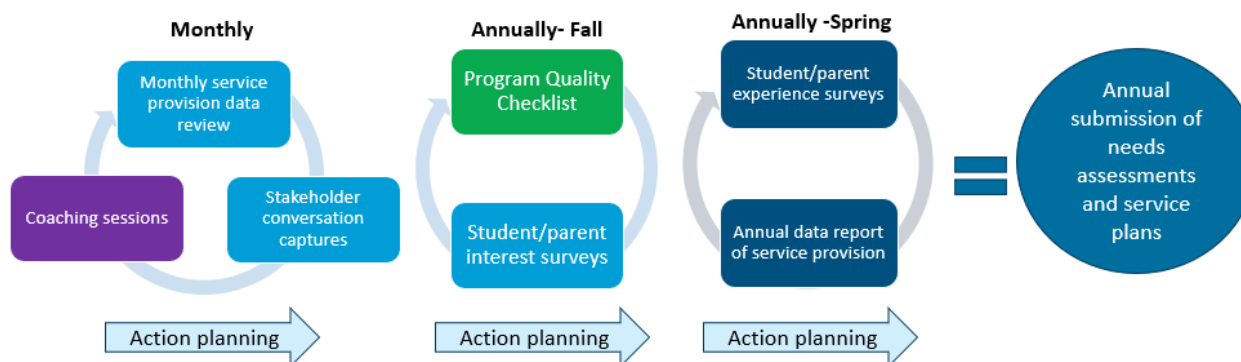 Monthly
Monthly service
provision data
review
Coaching sessions
Stakeholder
conversation
captures
Action planning
Annually- Fall
Program Quality
Checklist
Student/parent
interest surveys
Action planning
Annually -Spring
Student/parent
experience surveys
Annual data report
of service provision
Action planning
Annual
submission of
needs
assessments
and service
plans